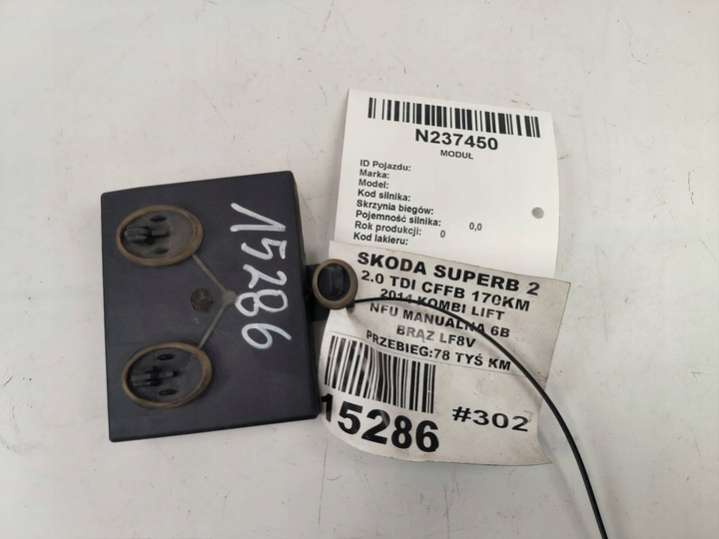 N237450
MODUŁ
ID Pojazdu:
Marka:
Model:
Kod silnika:
Skrzynia biegów:
Pojemność silnika: 0,0
Rok produkcji: 0
Kod lakieru:
SKODA SUPERB 2
2.0 TDI CFFB 170KM
2014 KOMBI LIFT
NFU MANUALNA 6B
BRĄZ LF8V
PRZEBIEG:78 TYŚ KM
15286 #302
15286